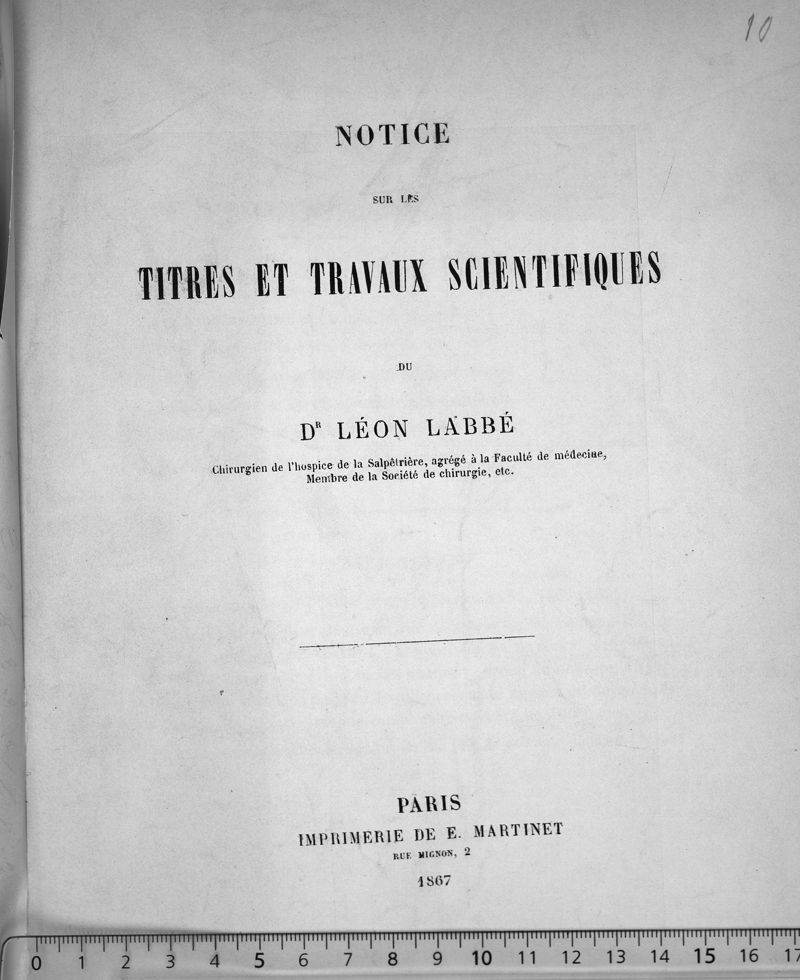 10
NOTICE
SUR LES
TITRES ET TRAVAUX SCIENTIFIQUES
DU
DR LÉON LABBÉ
Chirurgien de l'hospice de la Salpêtrière, agrégé à la Faculté de médecine,
Membre de la Société de chirurgie, etc.
PARIS
IMPRIMERIE DE E. MARTINET
RUE MIGNON, 2
1867
0 1 2 3 4 5 6 7 8 9 10 11 12 13 14 15 16 17